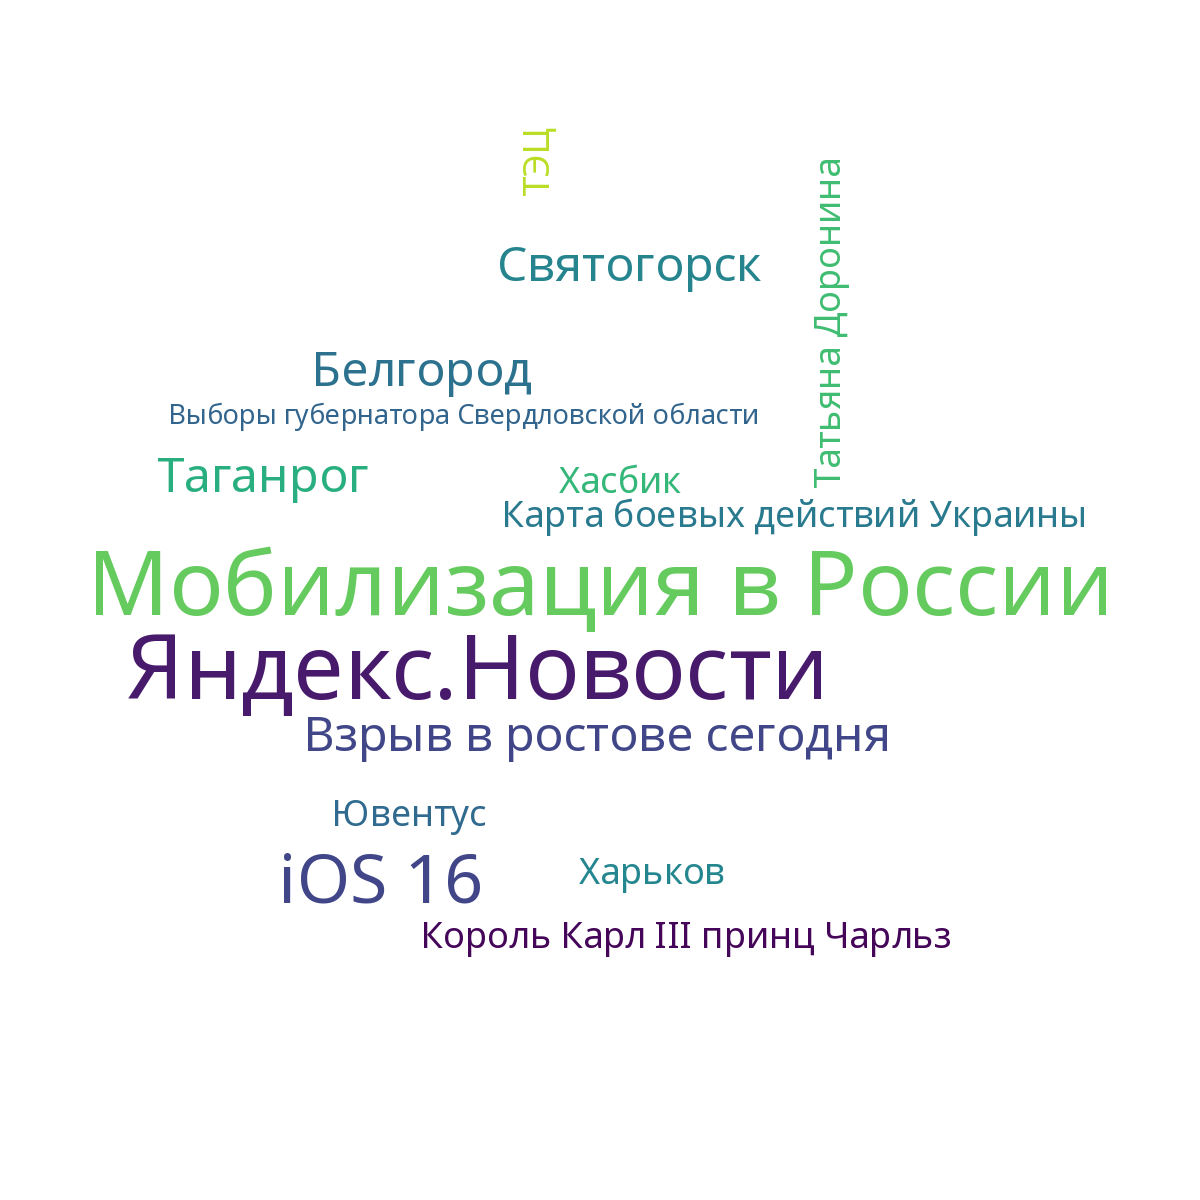 ТЭЦ
Татьяна Доронина
Святогорск
Белгород
Выборы губернатора Свердловской области
Таганрог
Хасбик
Карта боевых действий Украины
Мобилизация в России
Яндекс.Новости
Взрыв в ростове сегодня
Ювентус
iOS 16
Харьков
Король Карл III принц Чарльз